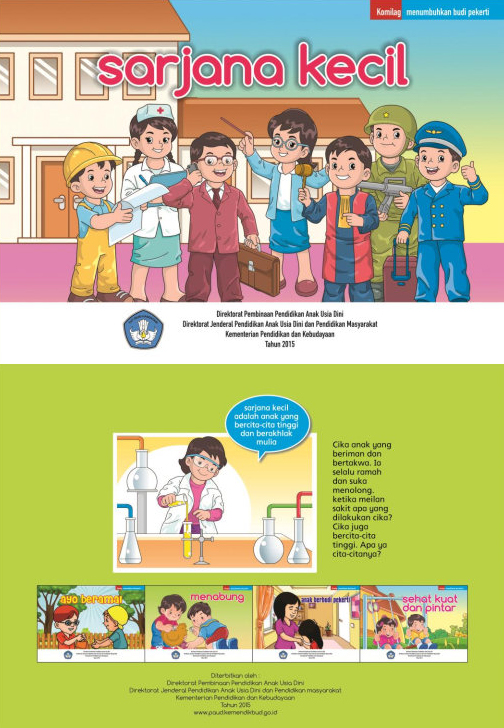 Komilag menumbuhkan budi pekerti
sarjana kecil
Direktorat Pembinaan Pendidikan Anak Usia Dini
Direktorat Jenderal Pendidikan Anak Usia Dini dan Pendidikan Masyarakat
Kementerian Pendidikan dan Kebudayaan
Tahun 2015
sarjana kecil
adalah anak yang
bercita-cita tinggi
dan berakhlak
mulia
Cika anak yang
beriman dan
bertakwa. Ia
selalu ramah
dan suka
menolong.
ketika meilan
sakit apa yang
dilakukan cika?
Cika juga
bercita-cita
tinggi. Apa ya
cita-citanya?
ayo beramal
menabung
anak berbudi pekerti
sehat kuat
dan pintar
Diterbitkan oleh :
Direktorat Pembinaan Pendidikan Anak Usia Dini
Direktorat Jenderal Pendidikan Anak Usia Dini dan Pendidikan masyarakat
Kementerian Pendidikan dan Kebudayaan
Tahun 2015
www.paud.kemendikbud.go.id